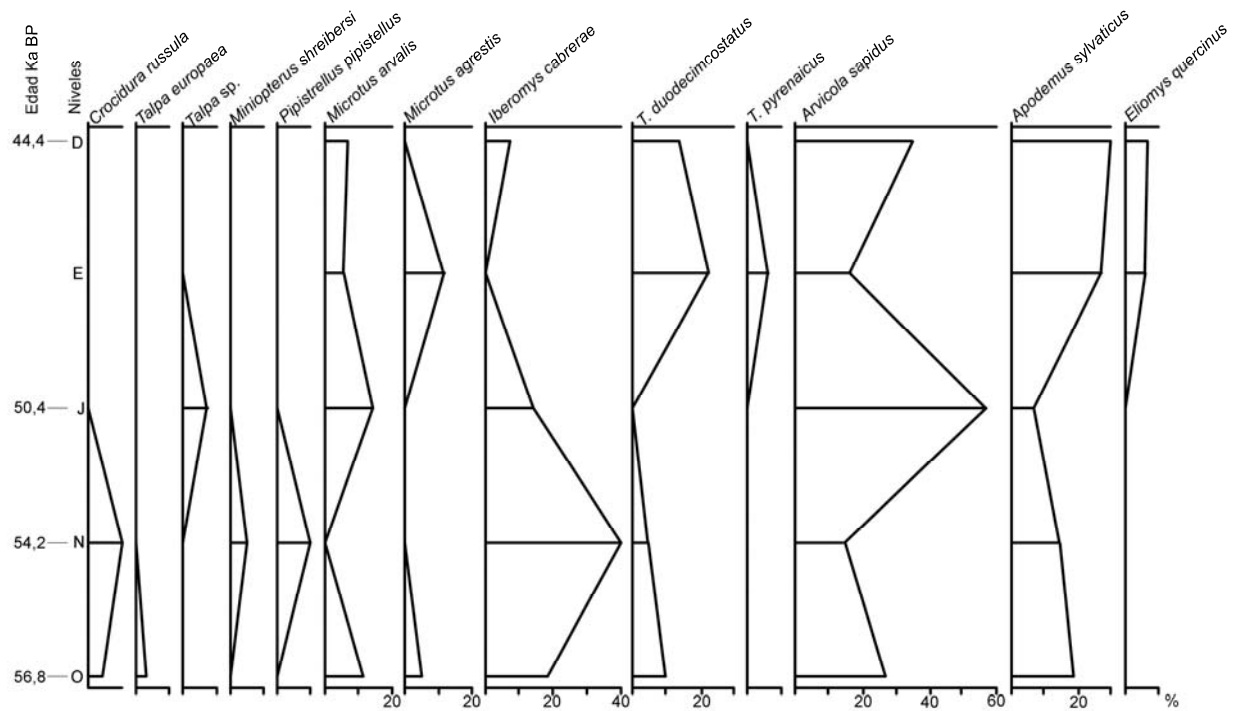 Edad Ka BP
Niveles
Crocidura russula
Talpa europaea
Talpa sp.
Miniopterus shreibersi
Pipistrellus pipistellus
Microtus arvalis
Microtus agrestis
Iberomys cabrerae
T. duodecimcostatus
T. pyrenaicus
Arvicola sapidus
Apodemus sylvaticus
Eliomys quercinus
44,4 D
E
50,4 J
54,2 N
56,8 O
20 20 20 40 20 20 40 60 20 %